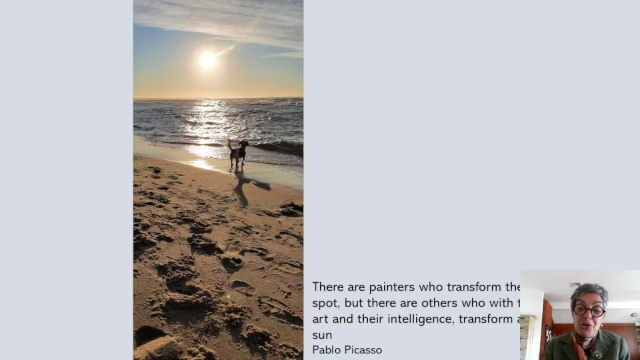 There are painters who transform the
spot, but there are others who with
art and their intelligence, transform
sun
Pablo Picasso